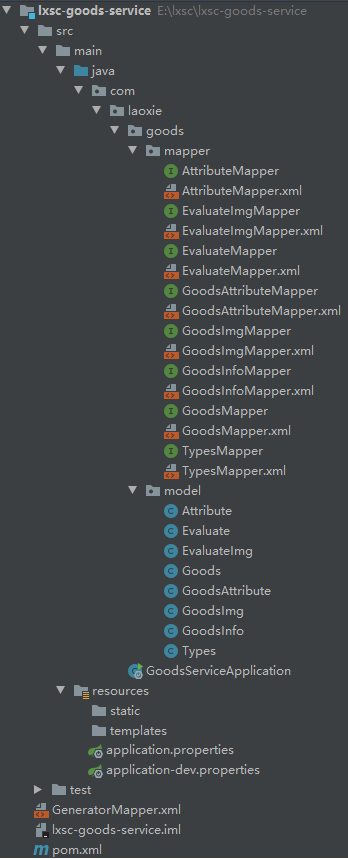 lxsc-goods-service E:\lxsc\lxsc-goods-service
src
main
java
com
laoxie
goods
mapper
AttributeMapper
AttributeMapper.xml
EvaluateImgMapper
EvaluateImgMapper.xml
EvaluateMapper
EvaluateMapper.xml
GoodsAttributeMapper
GoodsAttributeMapper.xml
GoodsImgMapper
GoodsImgMapper.xml
GoodsInfoMapper
GoodsInfoMapper.xml
GoodsMapper
GoodsMapper.xml
TypesMapper
TypesMapper.xml
model
Attribute
Evaluate
EvaluateImg
Goods
GoodsAttribute
GoodsImg
GoodsInfo
Types
GoodsServiceApplication
resources
static
templates
application.properties
application-dev.properties
test
GeneratorMapper.xml
lxsc-goods-service.iml
pom.xml